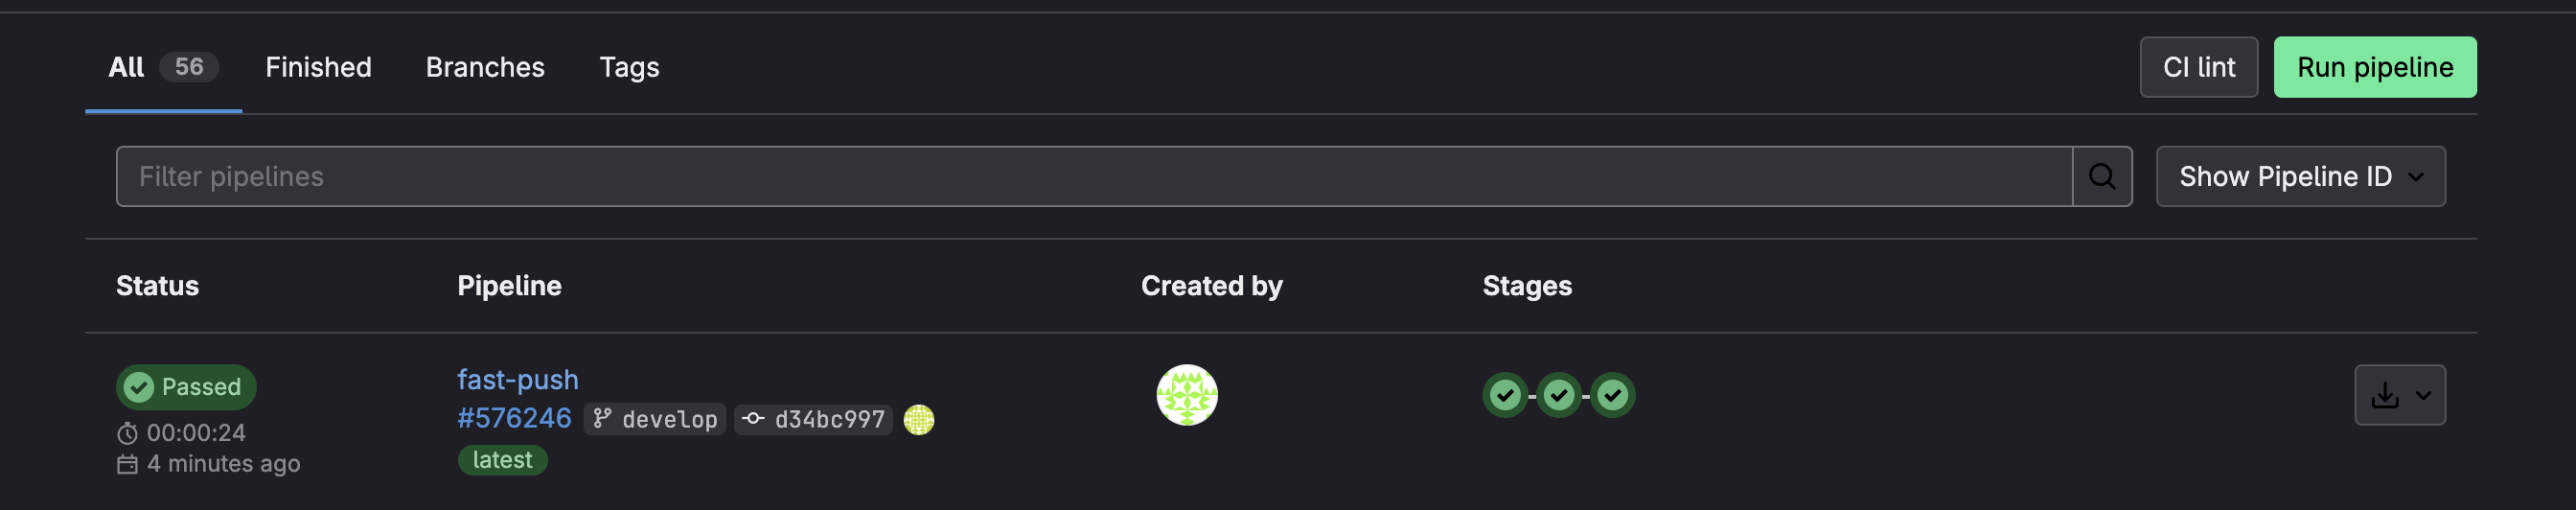 All 56 Finished Branches Tags CI lint Run pipeline
Filter pipelines Show Pipeline ID
Status Pipeline Created by Stages
Passed
00:00:24
4 minutes ago
fast-push
#576246 develop d34bc997
latest